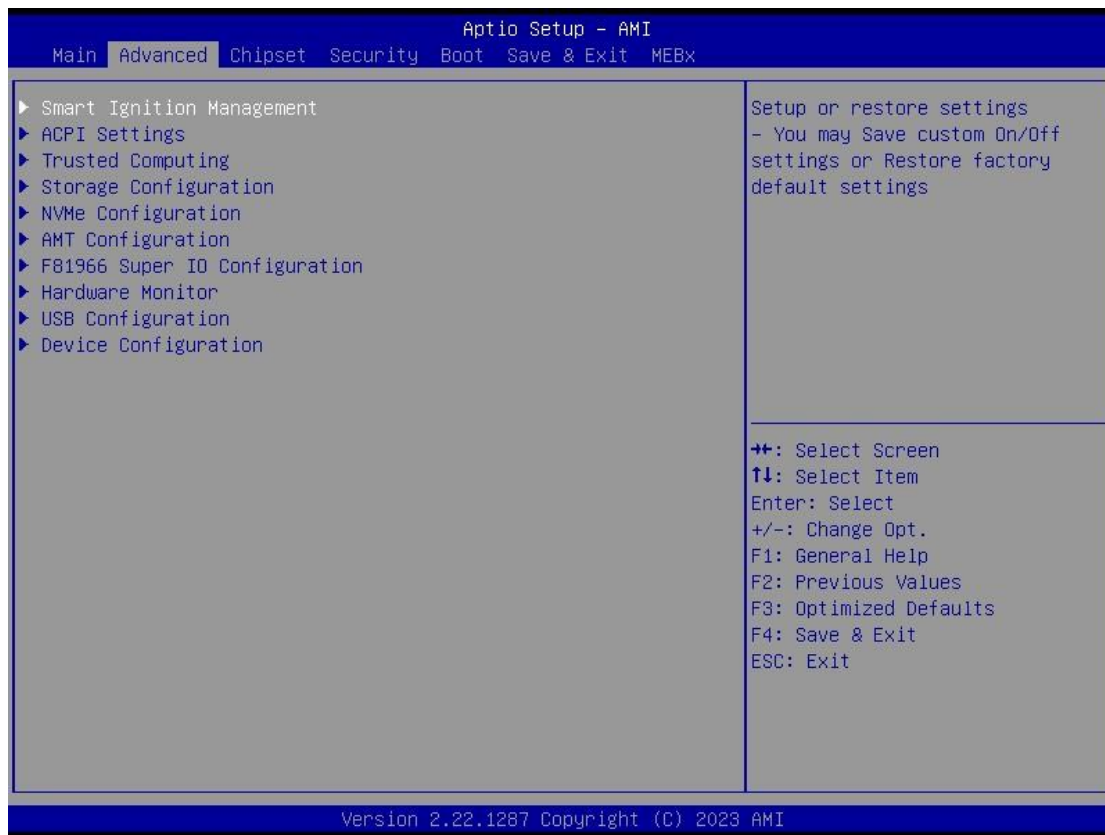 Aptio Setup - AMI
Main Advanced Chipset Security Boot Save & Exit MEBx
▶ Smart Ignition Management
▶ ACPI Settings
▶ Trusted Computing
▶ Storage Configuration
▶ NVMe Configuration
▶ AMT Configuration
▶ F81966 Super IO Configuration
▶ Hardware Monitor
▶ USB Configuration
▶ Device Configuration
Setup or restore settings
- You may Save custom On/Off
settings or Restore factory
default settings
→←: Select Screen
↑↓: Select Item
Enter: Select
+/-: Change Opt.
F1: General Help
F2: Previous Values
F3: Optimized Defaults
F4: Save & Exit
ESC: Exit
Version 2.22.1287 Copyright (C) 2023 AMI